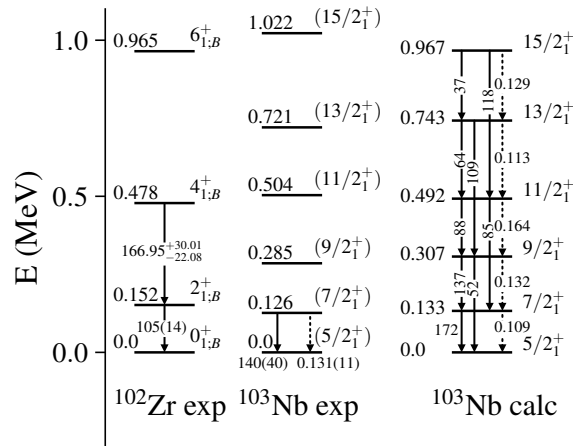 1.0
0.5
0.0
E (MeV)
0.965 6⁺₁;B
0.478 4⁺₁;B
166.95⁺³⁰·⁰¹₋₂₂.₀₈
0.152 2⁺₁;B
105(14)
0.0 0⁺₁;B
¹⁰²Zr exp
1.022 (15/2⁺₁)
0.721 (13/2⁺₁)
0.504 (11/2⁺₁)
0.285 (9/2⁺₁)
0.126 (7/2⁺₁)
0.0 (5/2⁺₁)
140(40) 0.131(11)
¹⁰³Nb exp
0.967 15/2⁺₁
37 118 0.129
0.743 13/2⁺₁
64 109 0.113
0.492 11/2⁺₁
88 85 0.164
0.307 9/2⁺₁
137 52 0.132
0.133 7/2⁺₁
172 0.109
0.0 5/2⁺₁
¹⁰³Nb calc